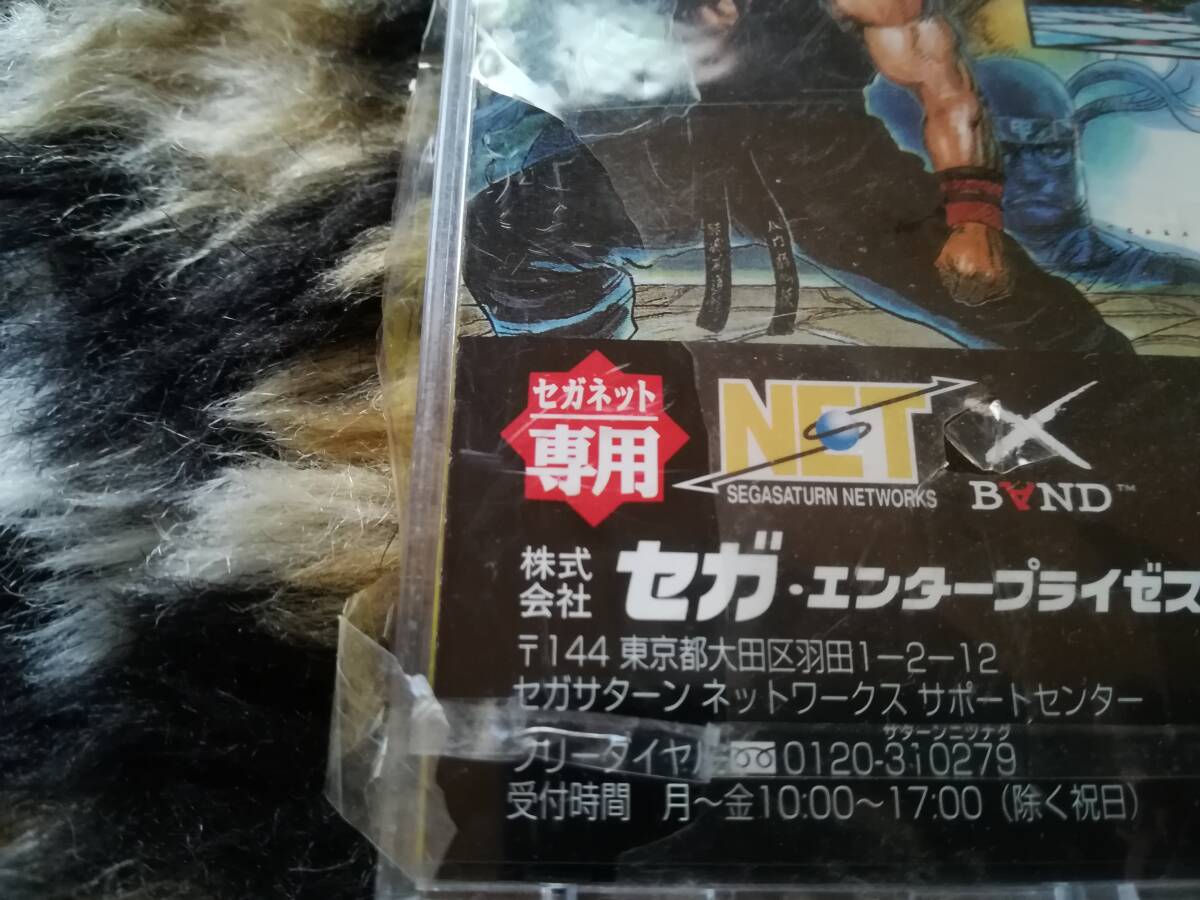 セガネット
専用
NET
SEGASATURN NETWORKS
X
BAND™
株式会社 セガ・エンタープライゼス
〒144 東京都大田区羽田1-2-12
セガサターン ネットワークス サポートセンター
サターンニツナグ
フリーダイヤル 0120-310279
受付時間 月～金10:00～17:00（除く祝日）